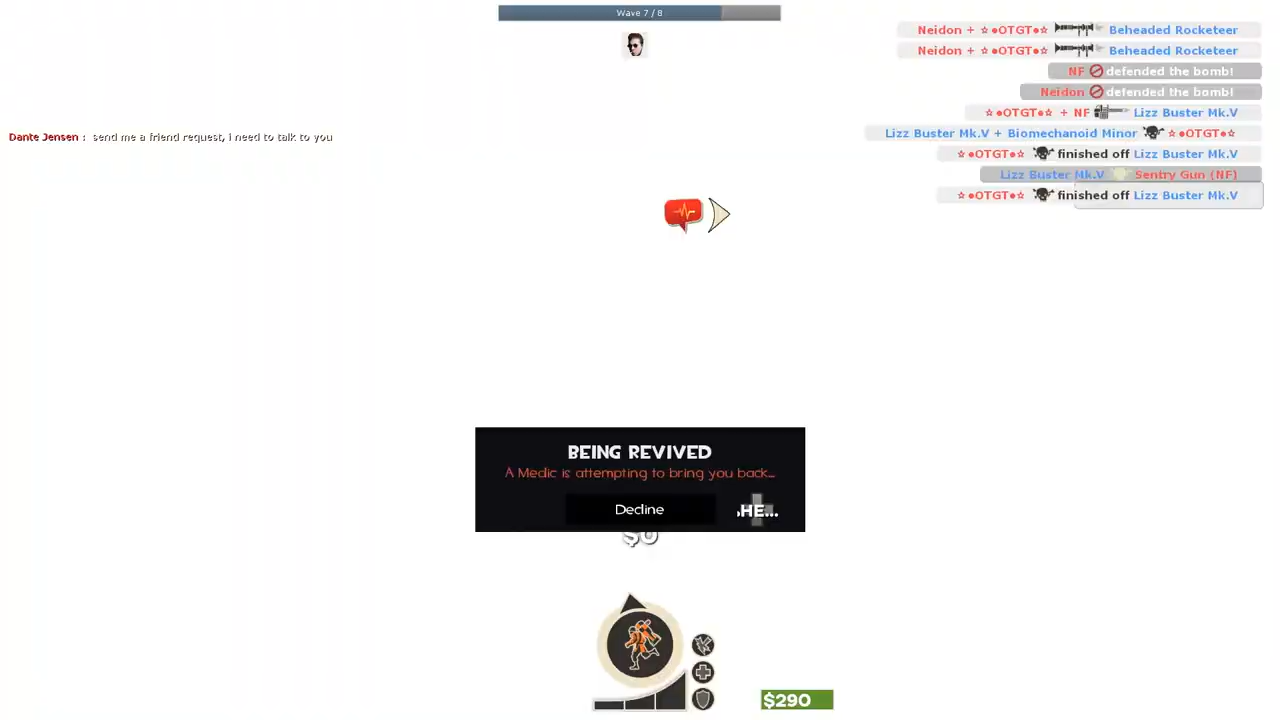 Wave 7 / 8
Neidon + ☆●OTGT●☆ Beheaded Rocketeer
Neidon + ☆●OTGT●☆ Beheaded Rocketeer
NF defended the bomb!
Neidon defended the bomb!
☆●OTGT●☆ + NF Lizz Buster Mk.V
Dante Jensen : send me a friend request, i need to talk to you
Lizz Buster Mk.V + Biomechanoid Minor ☆●OTGT●☆
☆●OTGT●☆ finished off Lizz Buster Mk.V
Lizz Buster Mk.V Sentry Gun (NF)
☆●OTGT●☆ finished off Lizz Buster Mk.V
BEING REVIVED
A Medic is attempting to bring you back...
Decline
HE...
$0
$290